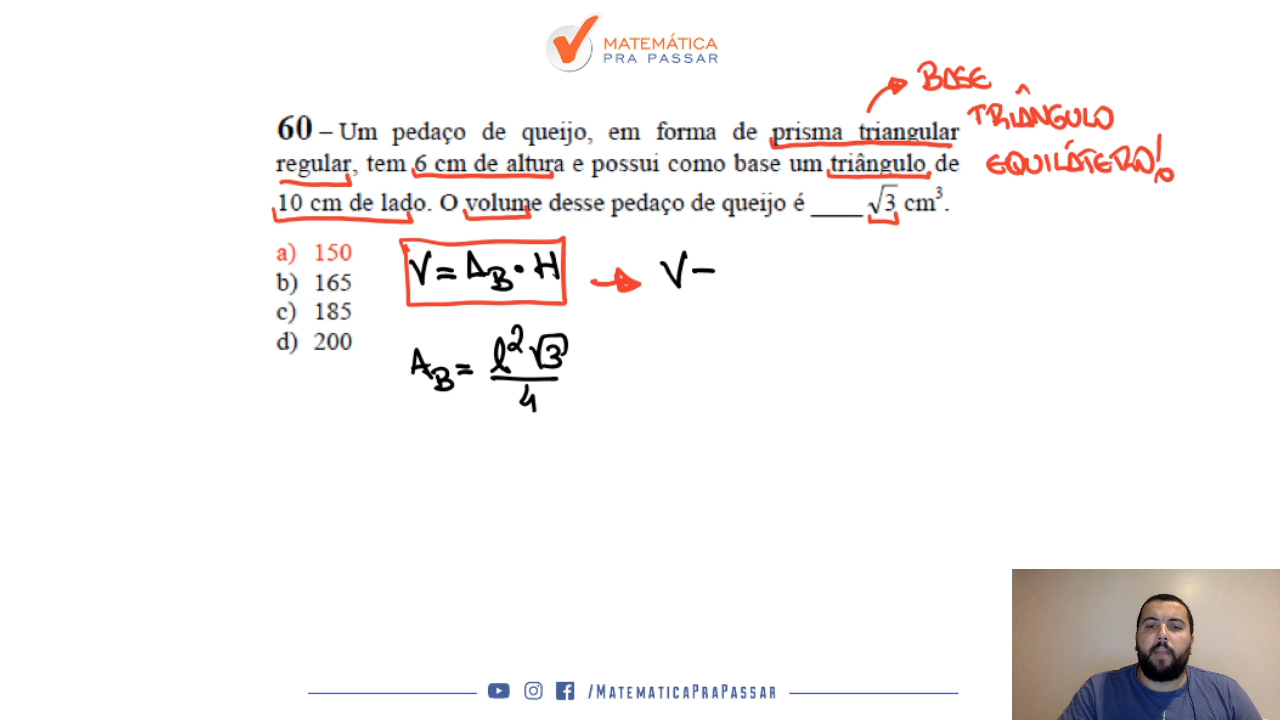 MATEMÁTICA
PRA PASSAR
BASE
TRIÂNGULO
EQUILÁTERO!
60 – Um pedaço de queijo, em forma de prisma triangular
regular, tem 6 cm de altura e possui como base um triângulo de
10 cm de lado. O volume desse pedaço de queijo é ____ √3 cm³.
a) 150
b) 165
c) 185
d) 200
V = A_B · H → V –
A_B = l²√3/4
/MATEMATICAPRAPASSAR